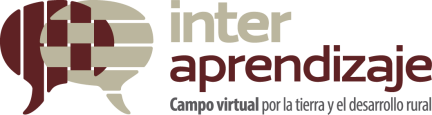 inter
aprendizaje
Campo virtual por la tierra y el desarrollo rural